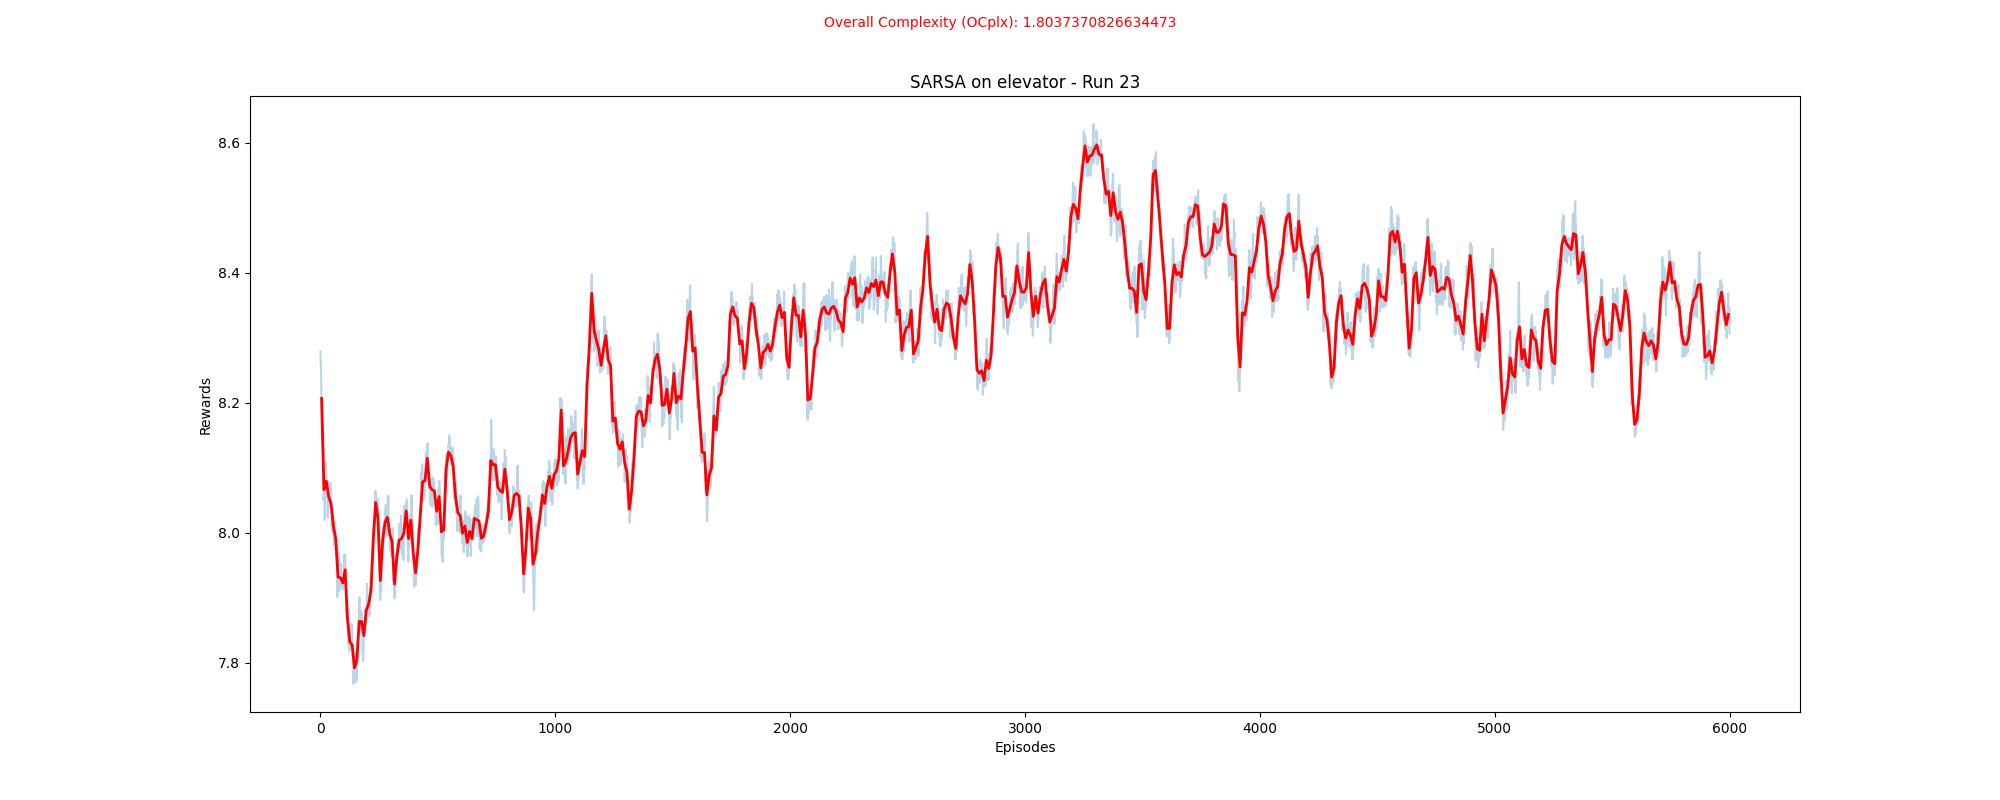 Overall Complexity (OCplx): 1.8037370826634473
SARSA on elevator - Run 23
8.6
8.4
8.2
8.0
7.8
Rewards
0 1000 2000 3000 4000 5000 6000
Episodes